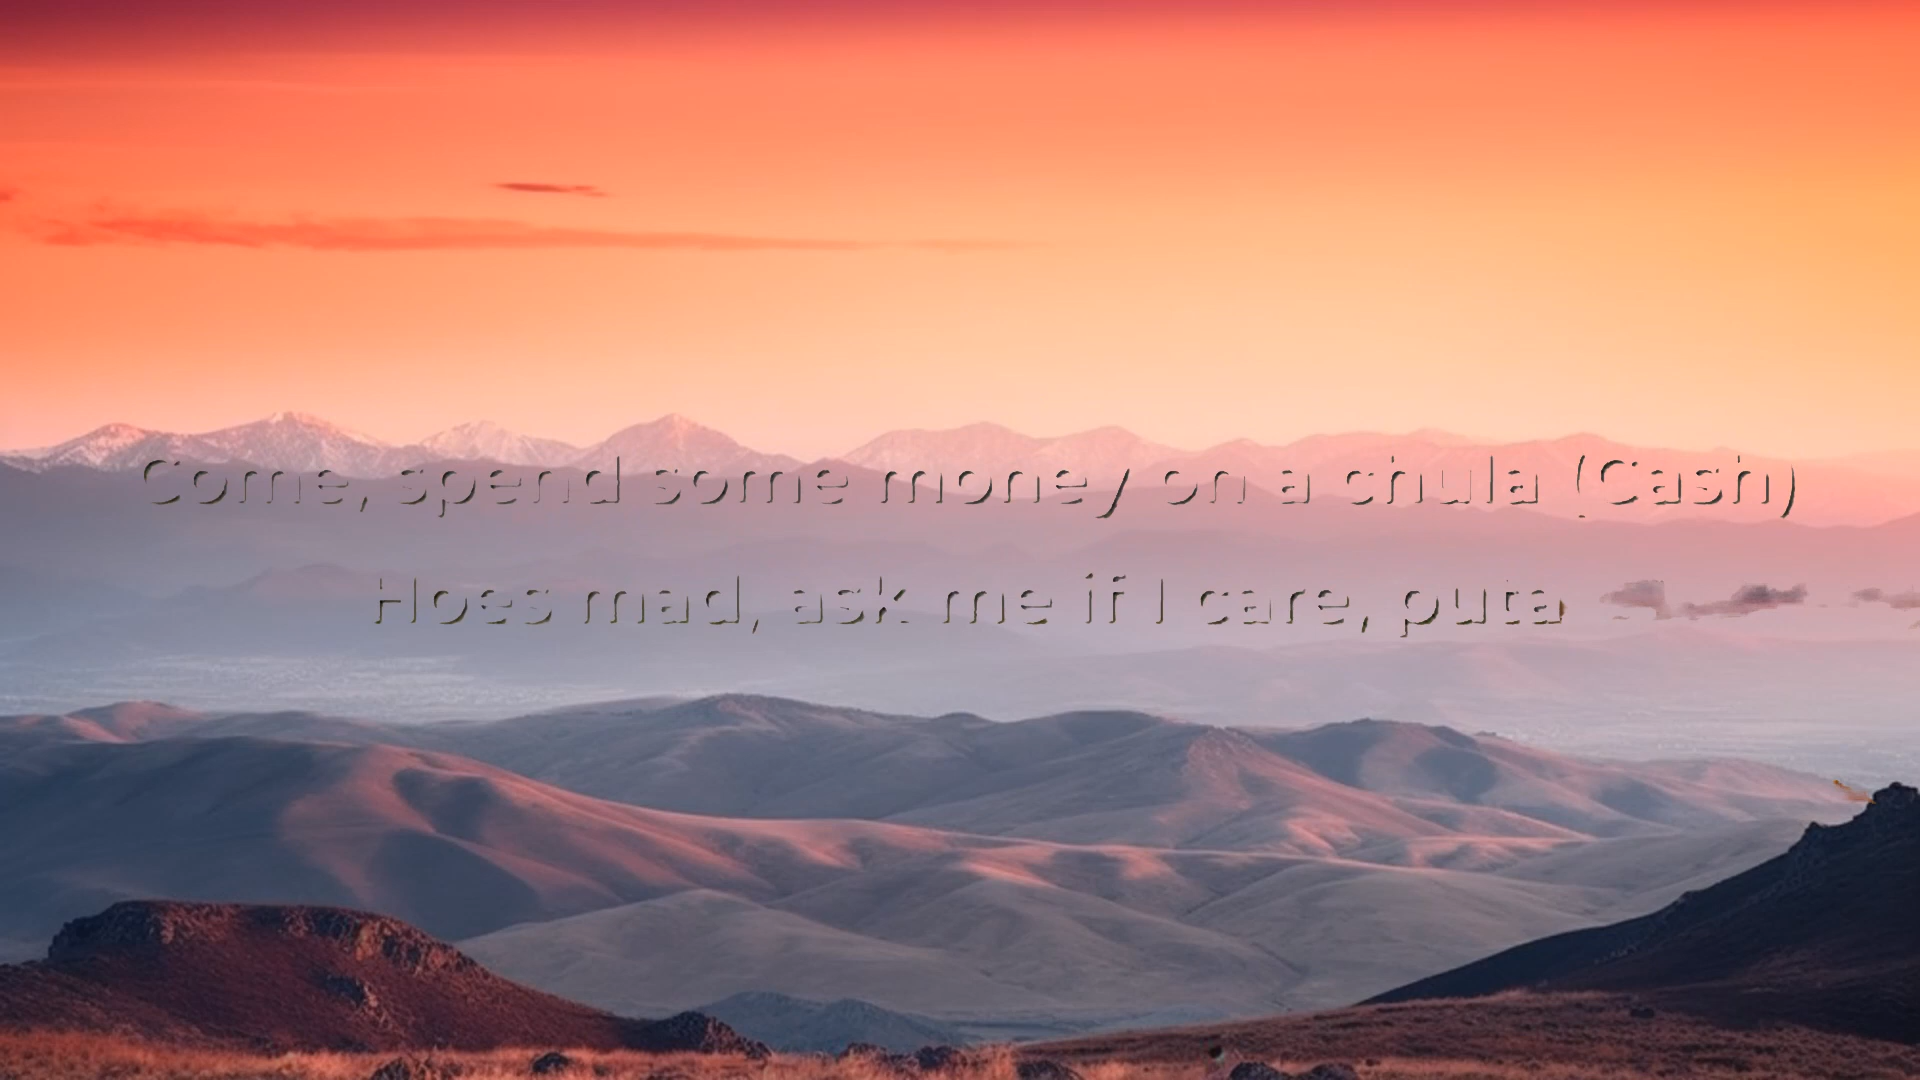 Come, spend some money on a chula (Cash)
Hoes mad, ask me if I care, puta